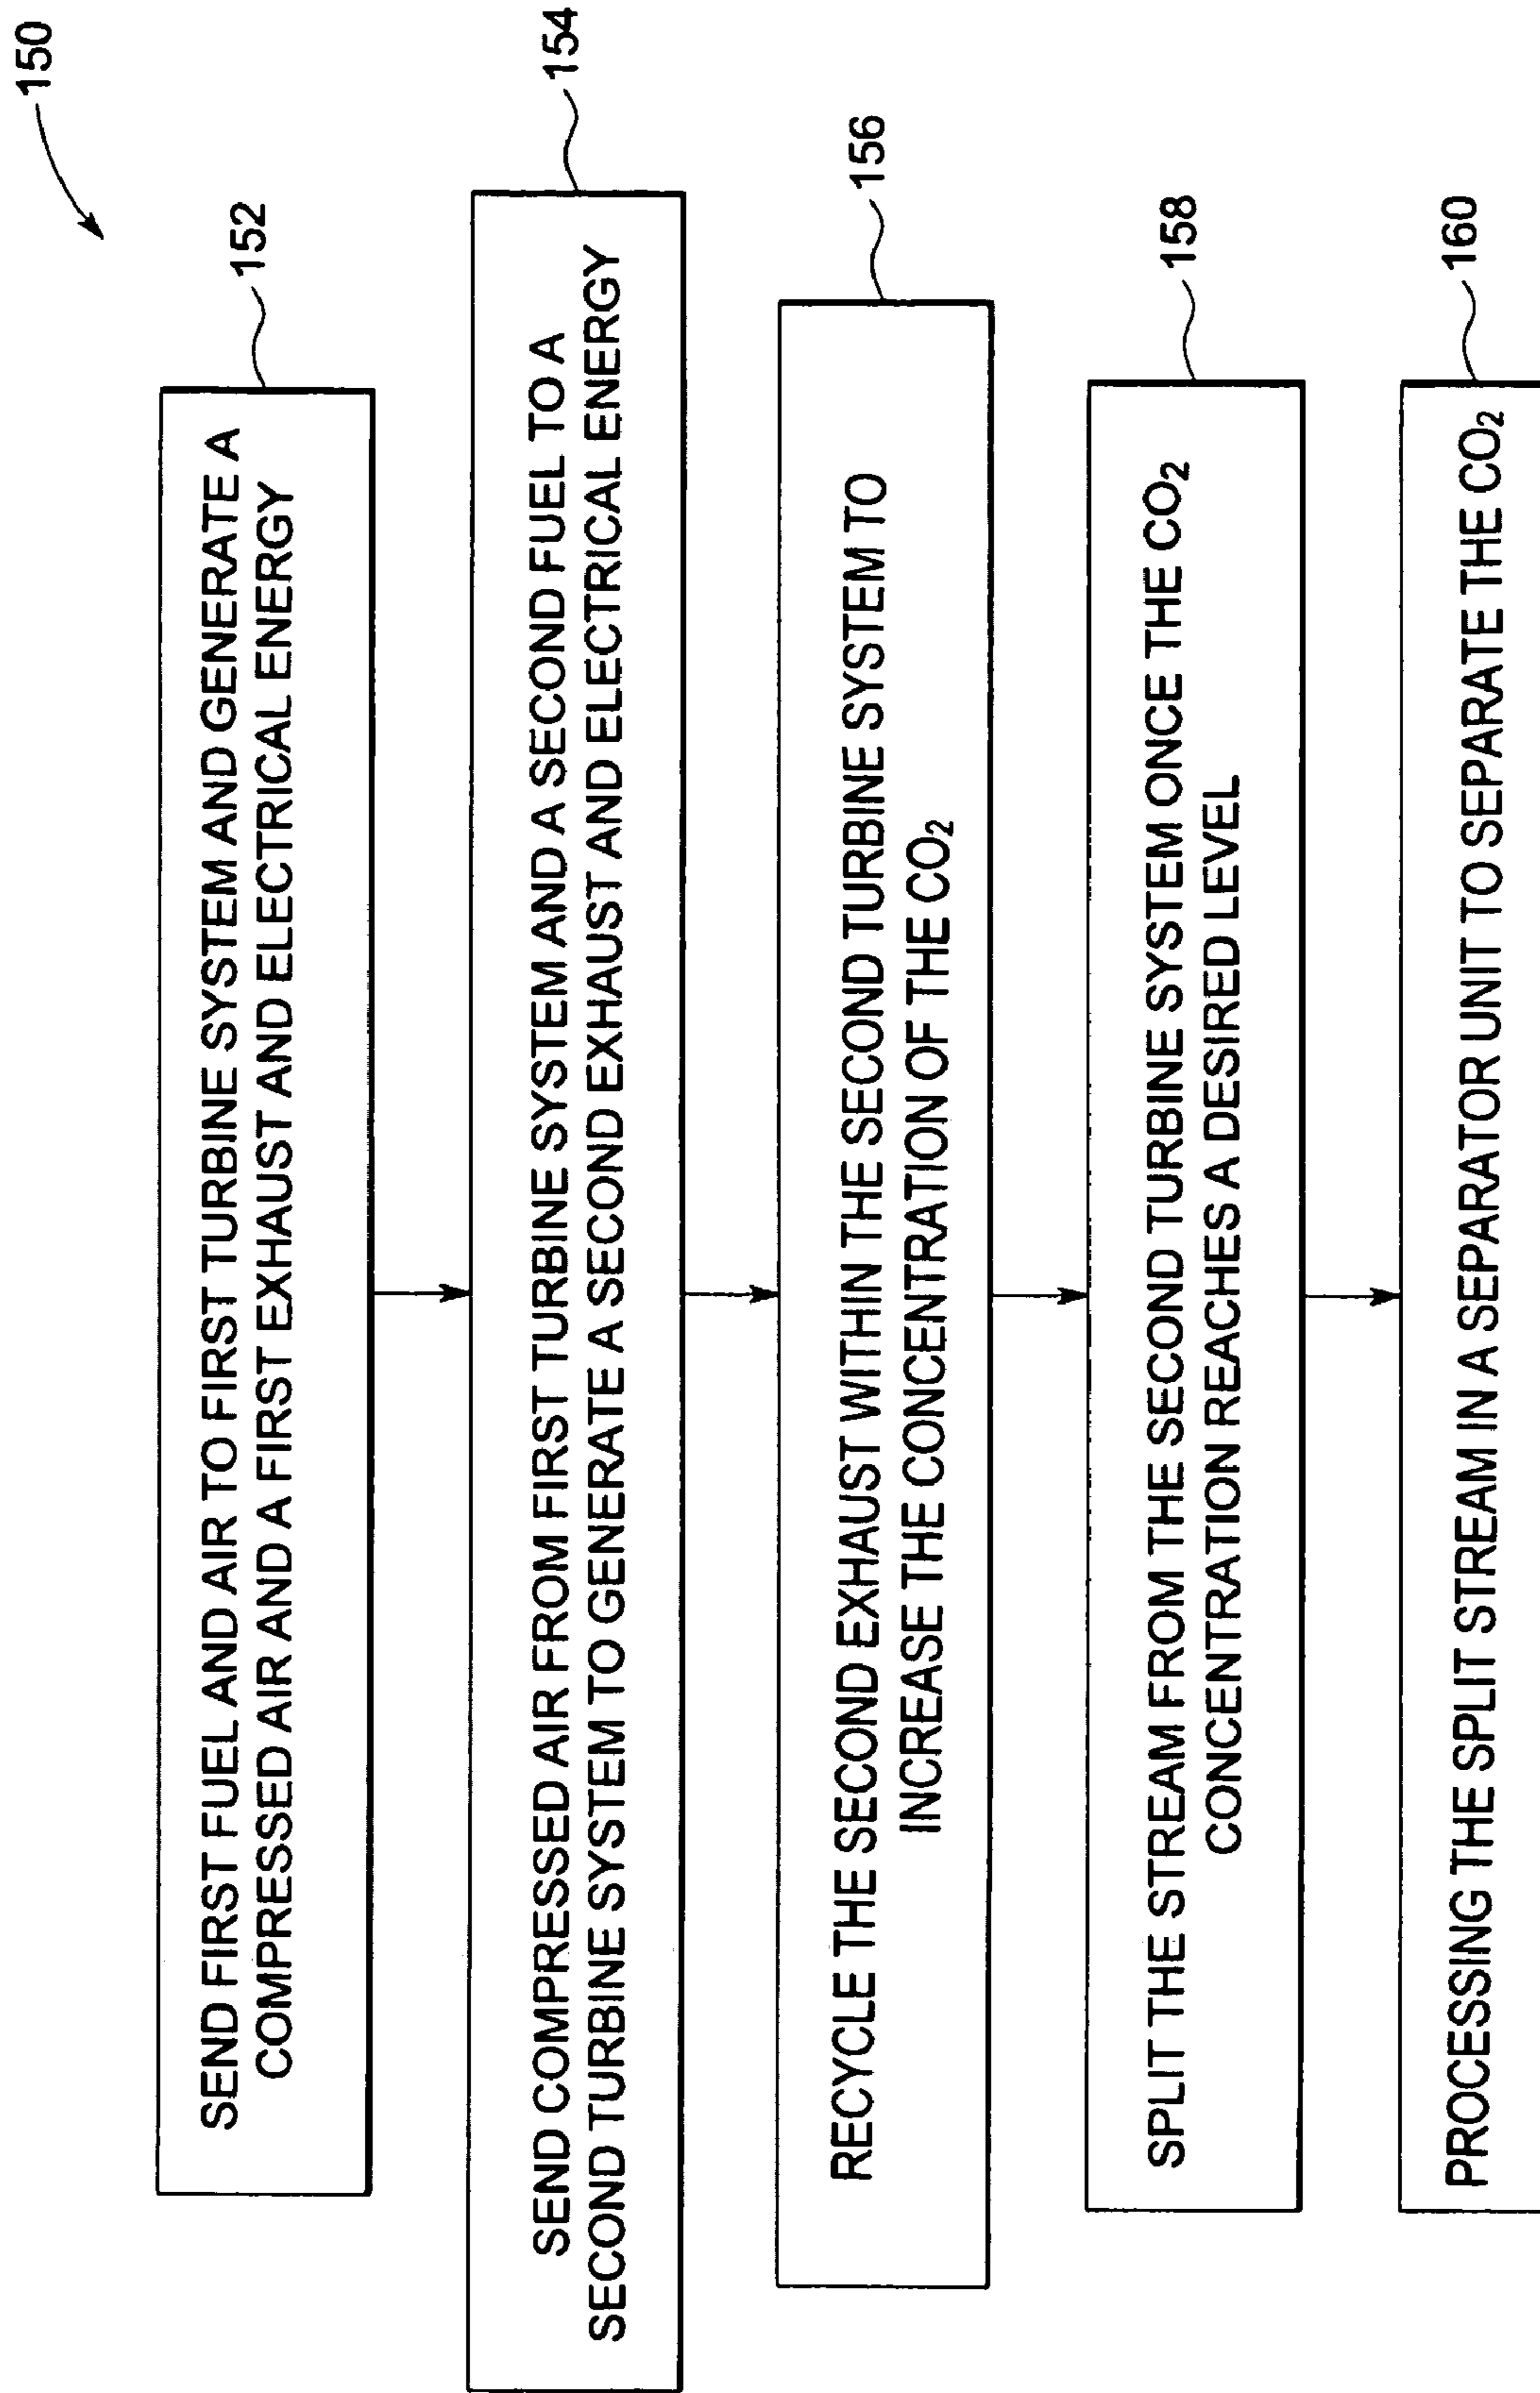 150
SEND FIRST FUEL AND AIR TO FIRST TURBINE SYSTEM AND GENERATE A
COMPRESSED AIR AND A FIRST EXHAUST AND ELECTRICAL ENERGY
152
SEND COMPRESSED AIR FROM FIRST TURBINE SYSTEM AND A SECOND FUEL TO A
SECOND TURBINE SYSTEM TO GENERATE A SECOND EXHAUST AND ELECTRICAL ENERGY
154
RECYCLE THE SECOND EXHAUST WITHIN THE SECOND TURBINE SYSTEM TO
INCREASE THE CONCENTRATION OF THE CO₂
156
SPLIT THE STREAM FROM THE SECOND TURBINE SYSTEM ONCE THE CO₂
CONCENTRATION REACHES A DESIRED LEVEL
158
PROCESSING THE SPLIT STREAM IN A SEPARATOR UNIT TO SEPARATE THE CO₂
160